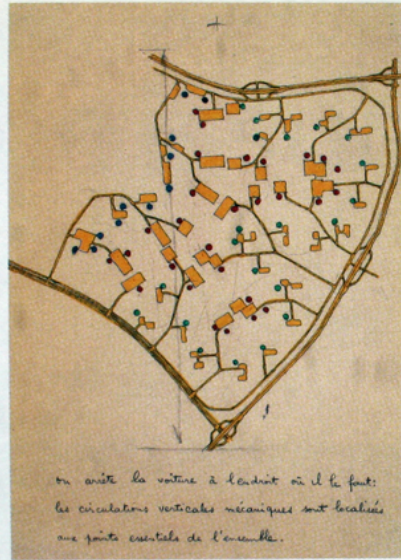 on arrête la voiture à l'endroit où il le faut:
les circulations verticales mécaniques sont localisées
aux points essentiels de l'ensemble.